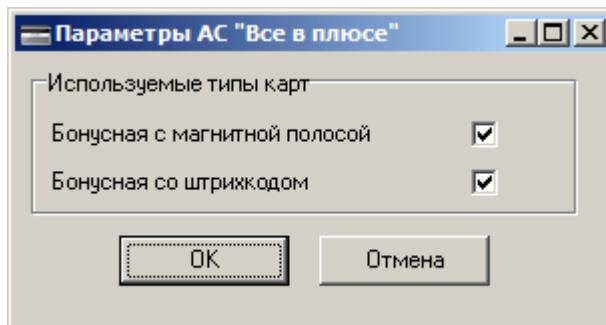 Параметры АС "Все в плюсе"
Используемые типы карт
Бонусная с магнитной полосой
Бонусная со штрихкодом
OK
Отмена